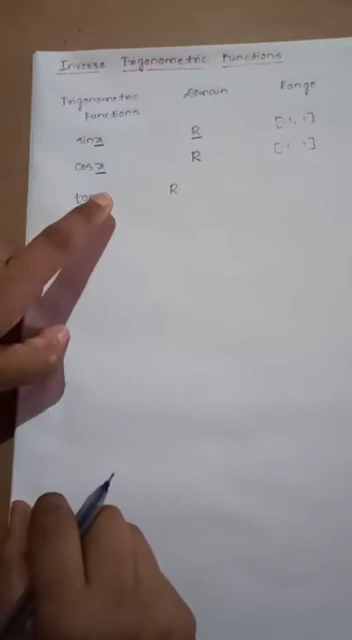 Inverse Trigonometric Functions
Trigonometric Functions Domain Range
sin x R [-1, 1]
cos x R [-1, 1]
R